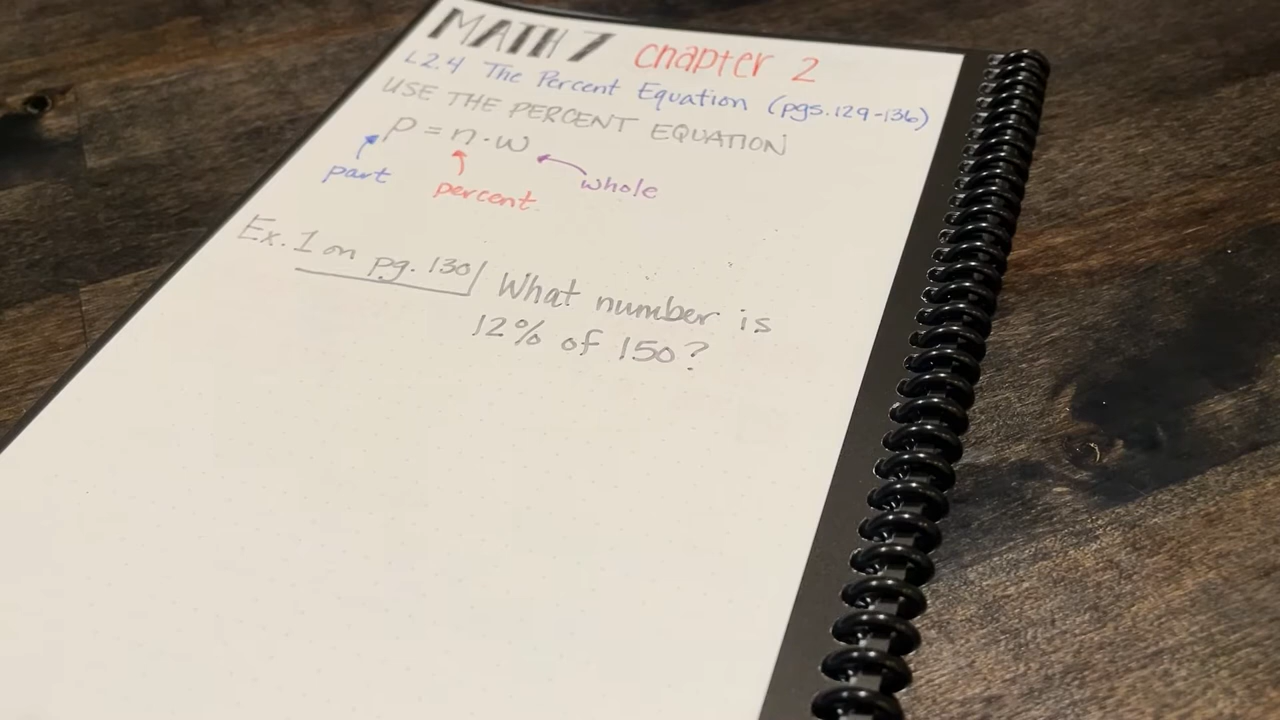 MATH 7 chapter 2
L2.4 The Percent Equation (pgs.129-136)
USE THE PERCENT EQUATION
p = n·w
part percent whole
Ex. 1 on pg. 130 What number is
12% of 150?